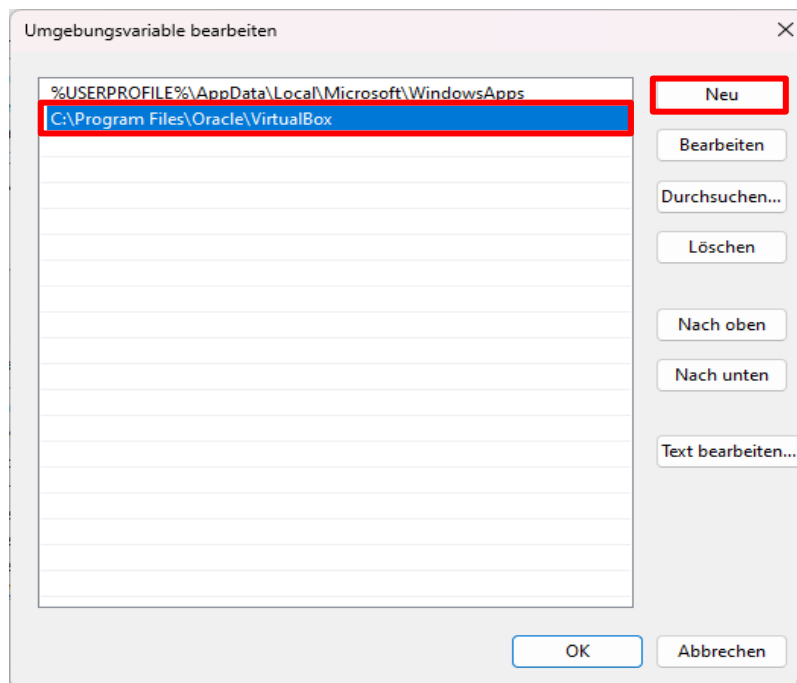 Umgebungsvariable bearbeiten
%USERPROFILE%\AppData\Local\Microsoft\WindowsApps
C:\Program Files\Oracle\VirtualBox
Neu
Bearbeiten
Durchsuchen...
Löschen
Nach oben
Nach unten
Text bearbeiten...
OK
Abbrechen